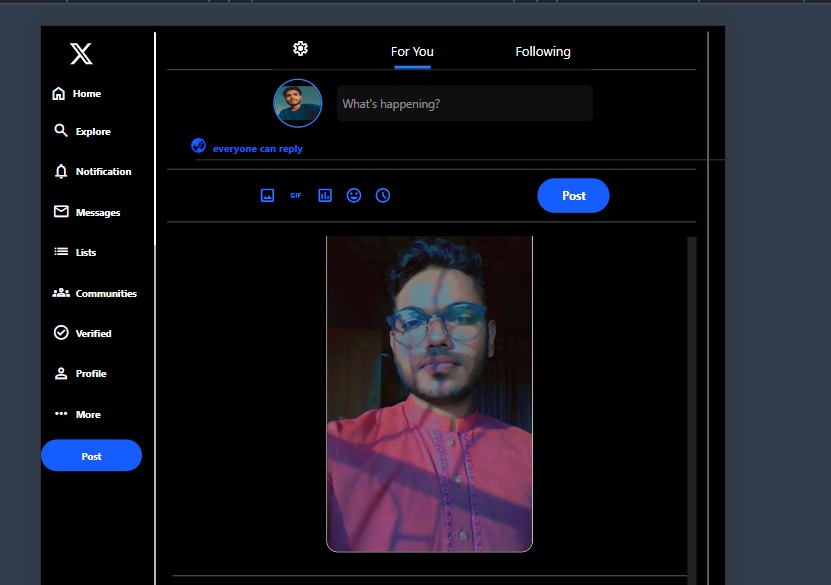 Home
Explore
Notification
Messages
Lists
Communities
Verified
Profile
More
Post
For You
Following
What's happening?
everyone can reply
GIF
Post